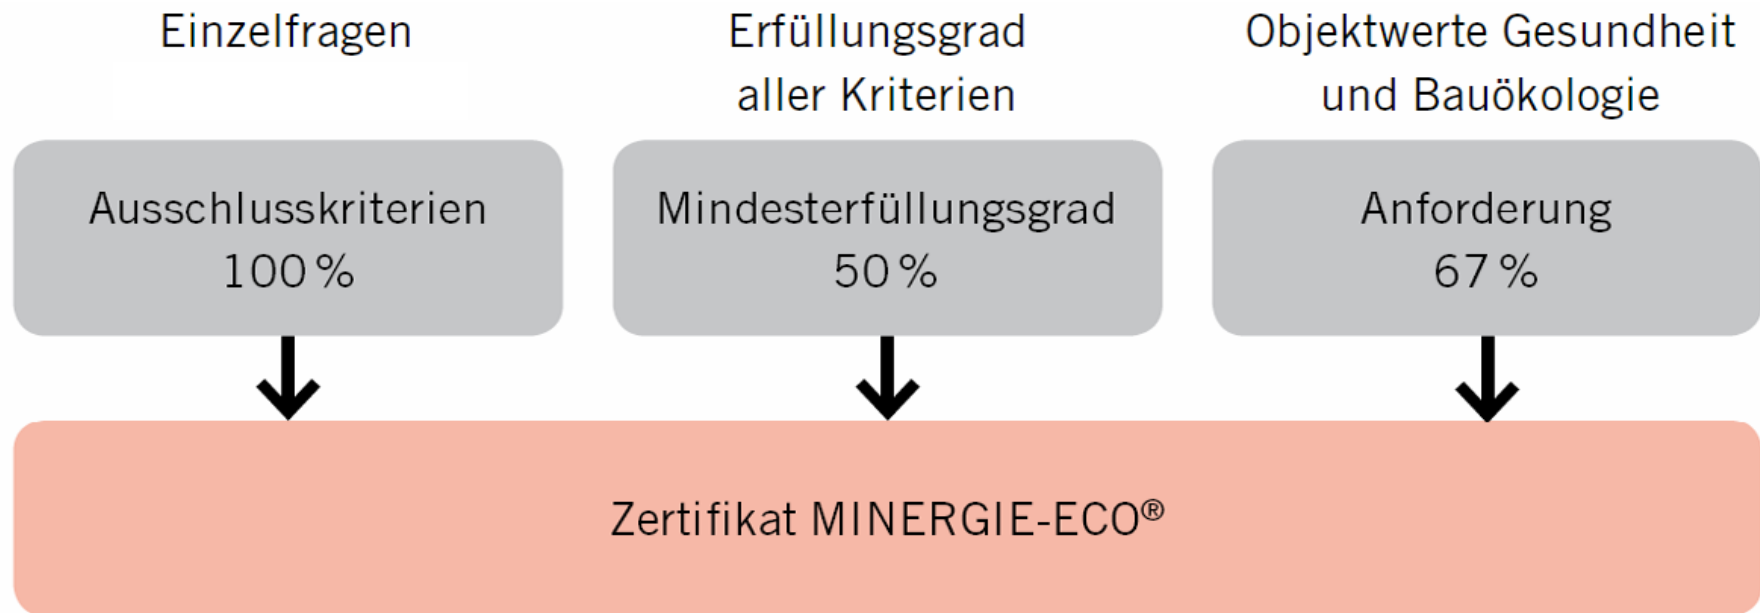 Einzelfragen
Erfüllungsgrad
aller Kriterien
Objektwerte Gesundheit
und Bauökologie
Ausschlusskriterien
100 %
Mindesterfüllungsgrad
50 %
Anforderung
67 %
Zertifikat MINERGIE-ECO®